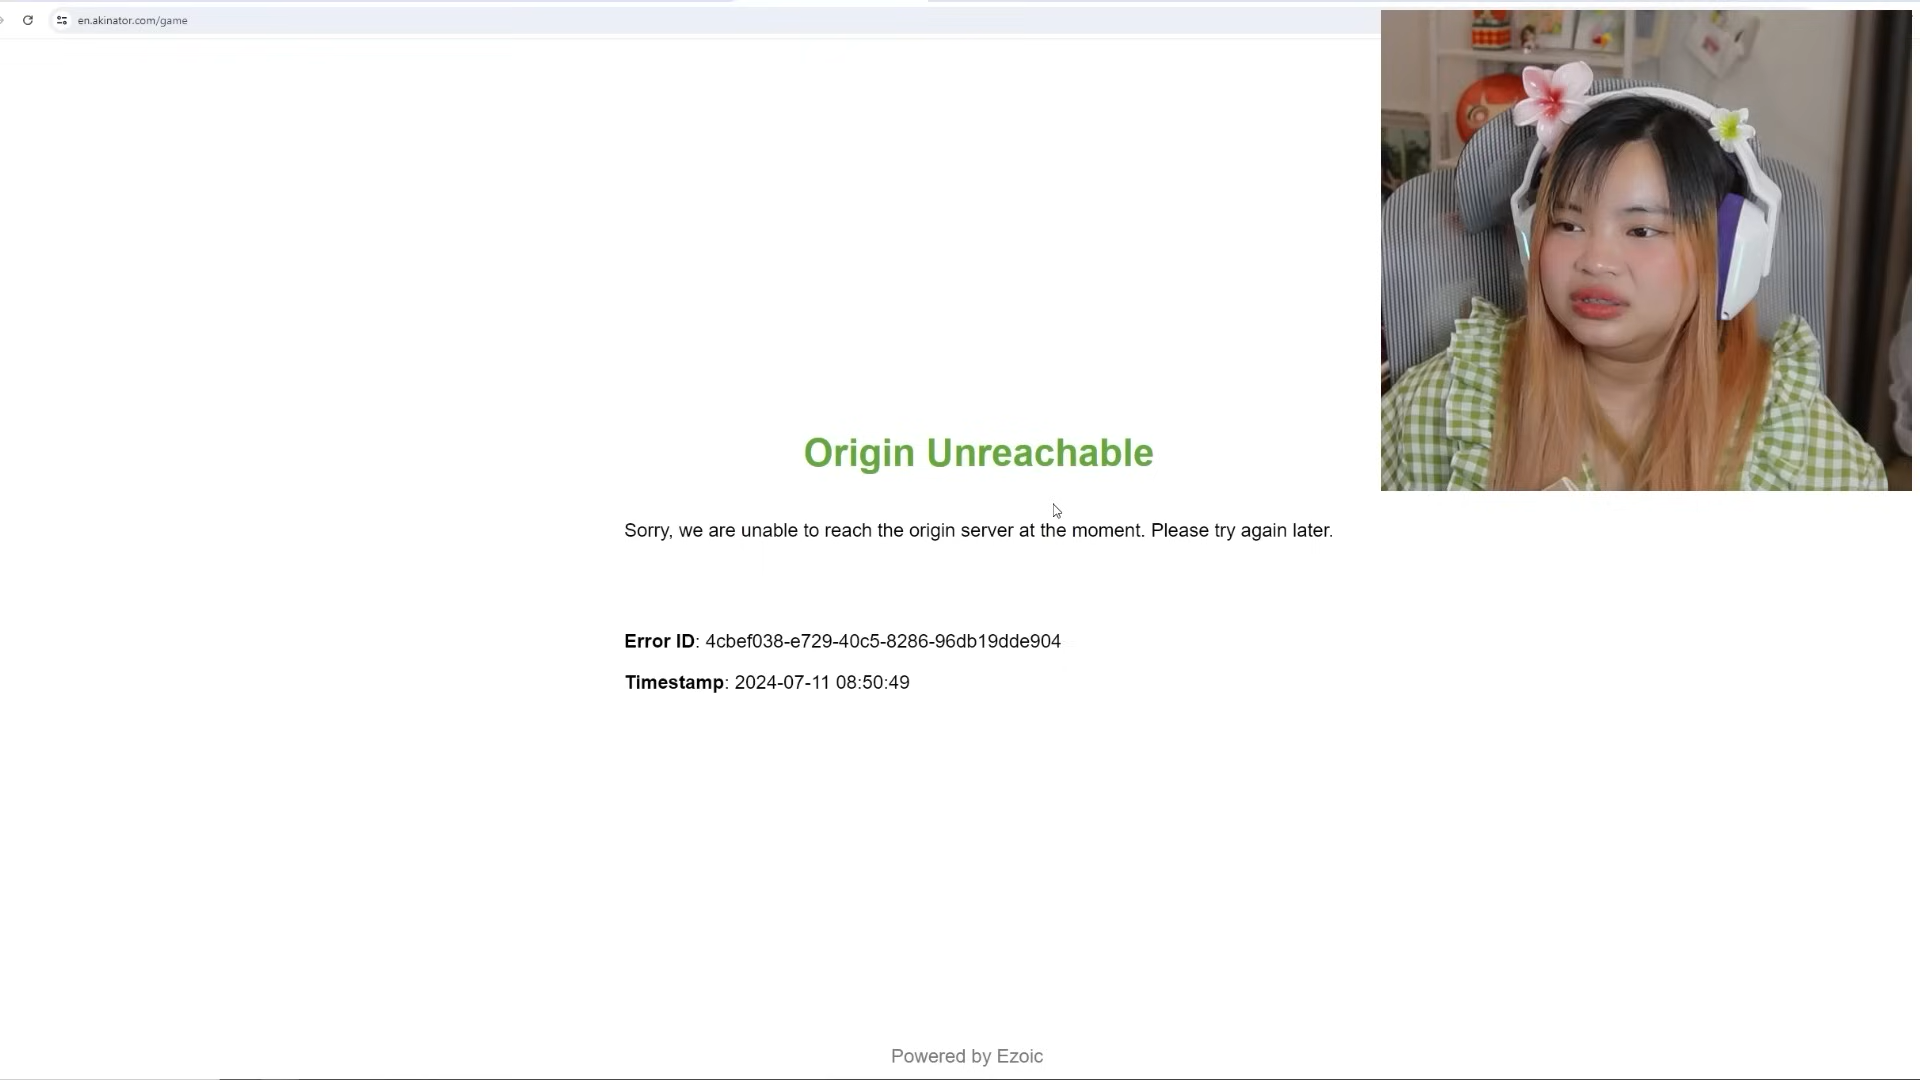 en.akinator.com/game
Origin Unreachable
Sorry, we are unable to reach the origin server at the moment. Please try again later.
Error ID: 4cbef038-e729-40c5-8286-96db19dde904
Timestamp: 2024-07-11 08:50:49
Powered by Ezoic